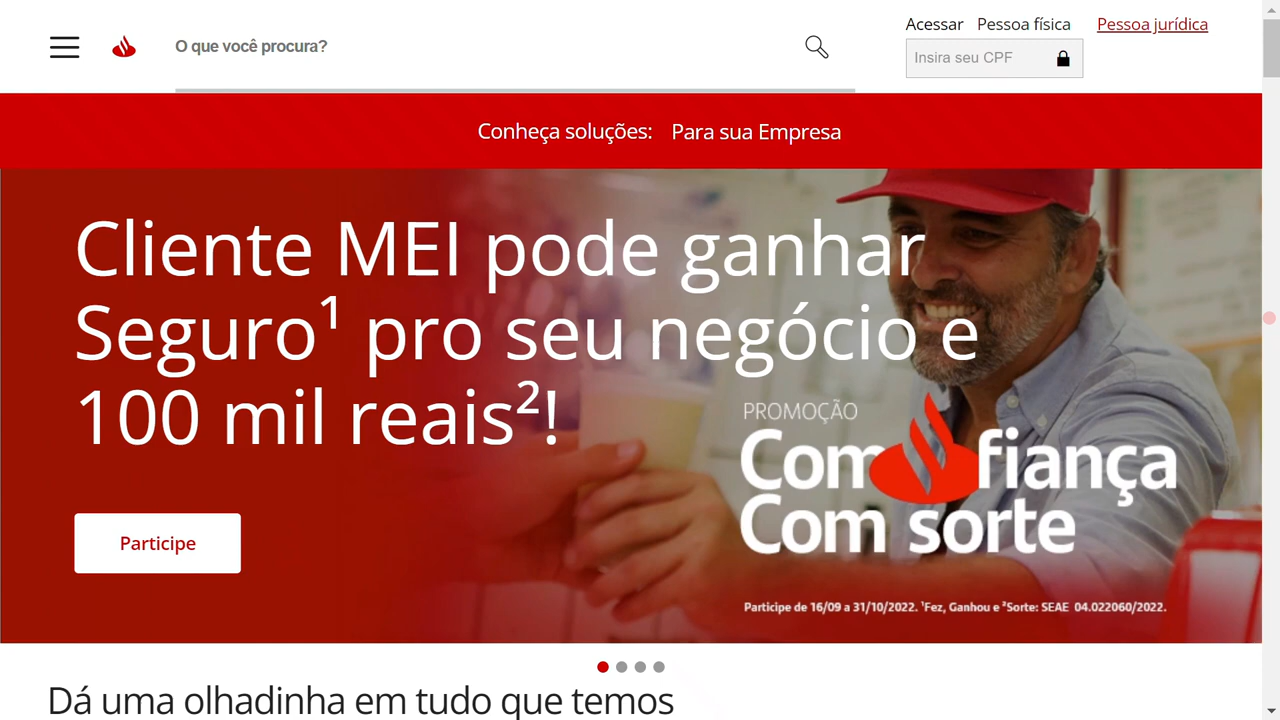 Acessar Pessoa física Pessoa jurídica
O que você procura?
Insira seu CPF
Conheça soluções: Para sua Empresa
Cliente MEI pode ganhar
Seguro¹ pro seu negócio e
100 mil reais²!
PROMOÇÃO
Com fiança
Com sorte
Participe
Participe de 16/09 a 31/10/2022. ¹Fez, Ganhou e ²Sorte: SEAE 04.022060/2022.
Dá uma olhadinha em tudo que temos